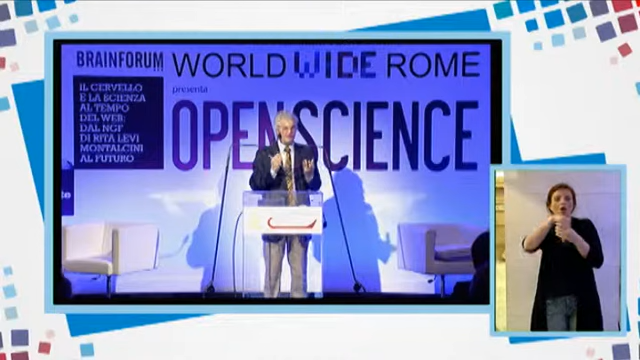 BRAINFORUM
WORLD WIDE ROME
presenta
OPENSCIENCE
IL CERVELLO
E LA SCIENZA
AL TEMPO
DEL WEB:
DAL NGF
DI RITA LEVI
MONTALCINI
AL FUTURO